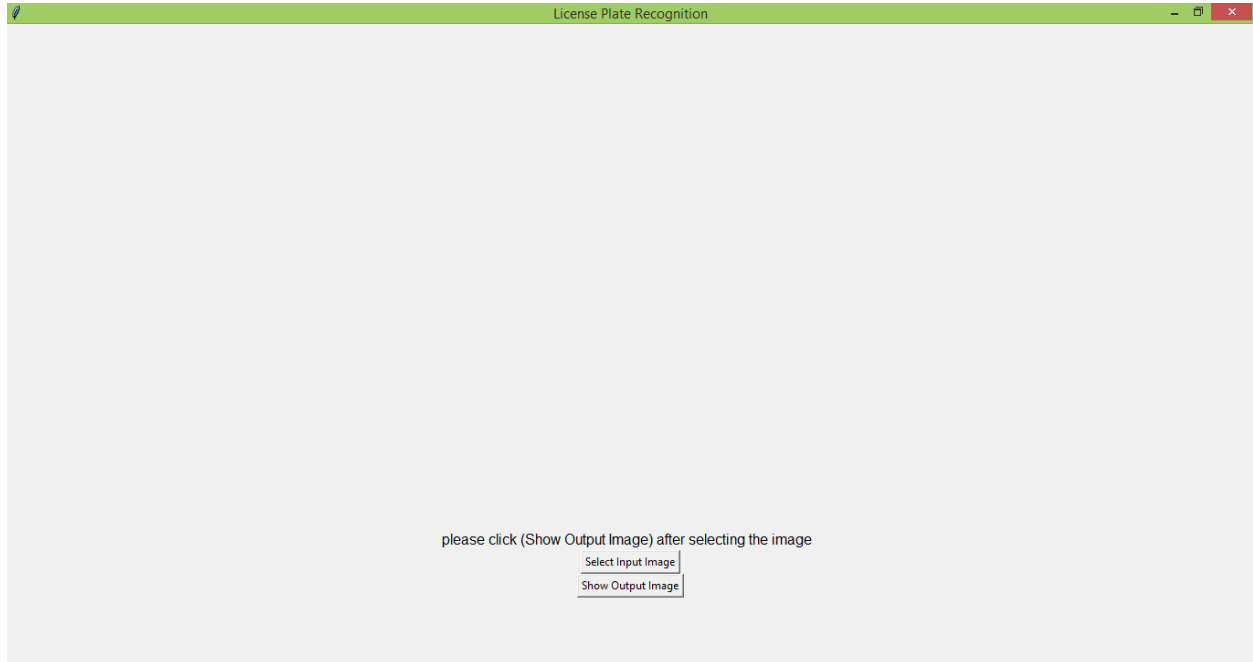 License Plate Recognition
please click (Show Output Image) after selecting the image
Select Input Image
Show Output Image